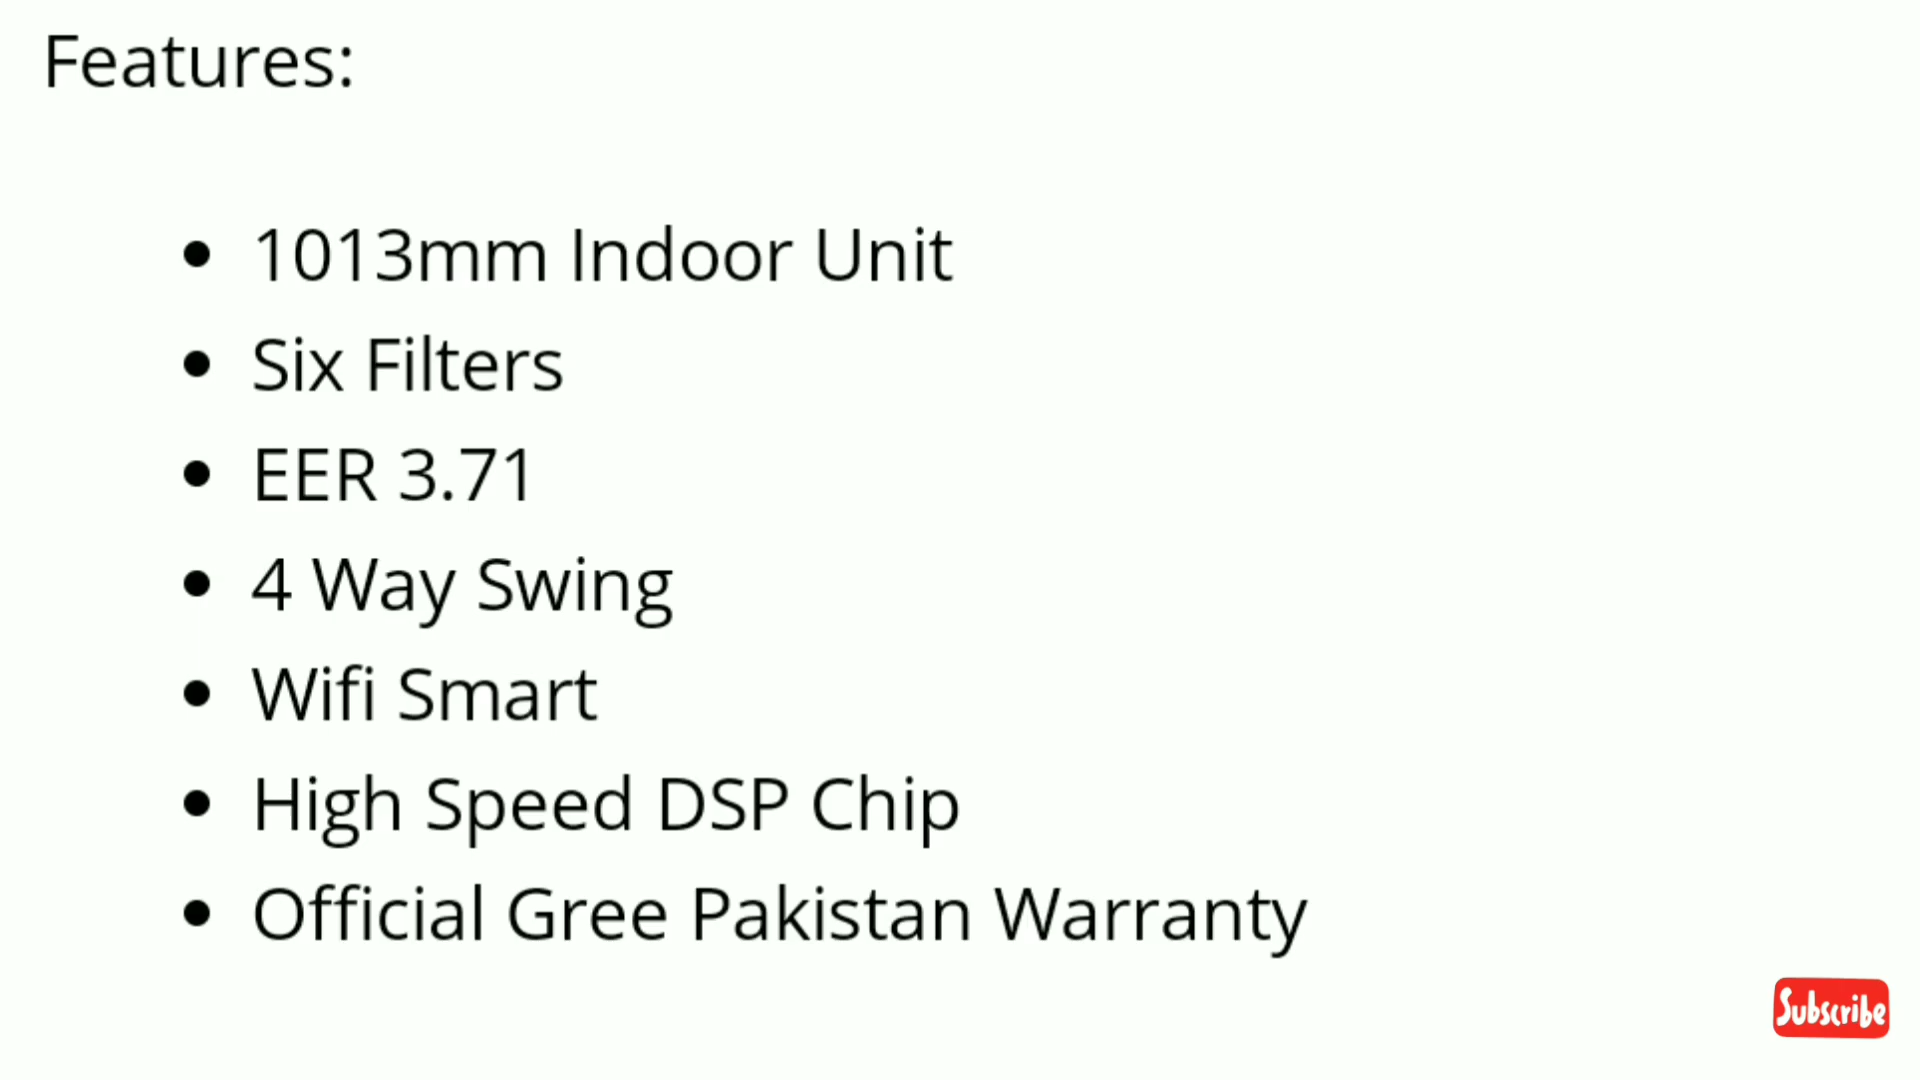 Features:
• 1013mm Indoor Unit
• Six Filters
• EER 3.71
• 4 Way Swing
• Wifi Smart
• High Speed DSP Chip
• Official Gree Pakistan Warranty
Subscribe